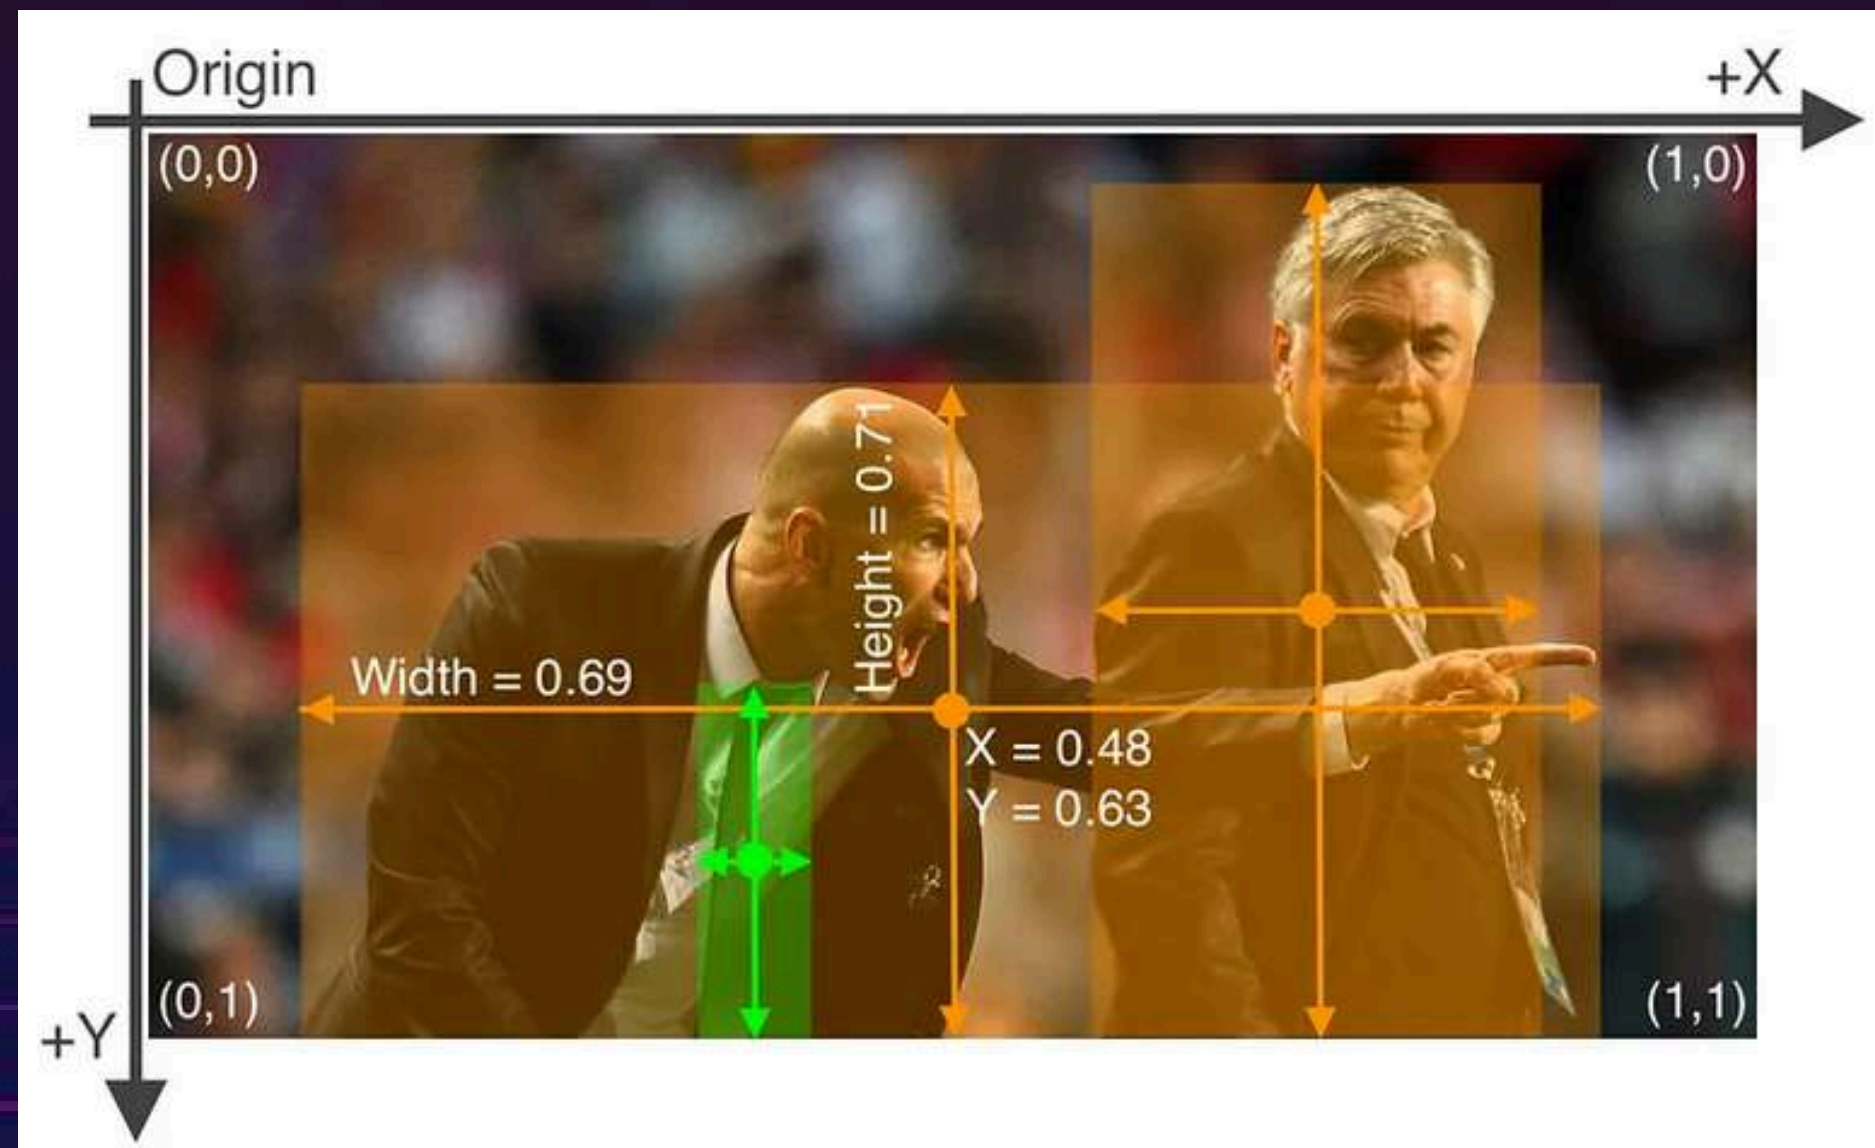 Origin
+X
(0,0)
(1,0)
Height = 0.71
Width = 0.69
X = 0.48
Y = 0.63
(0,1)
(1,1)
+Y